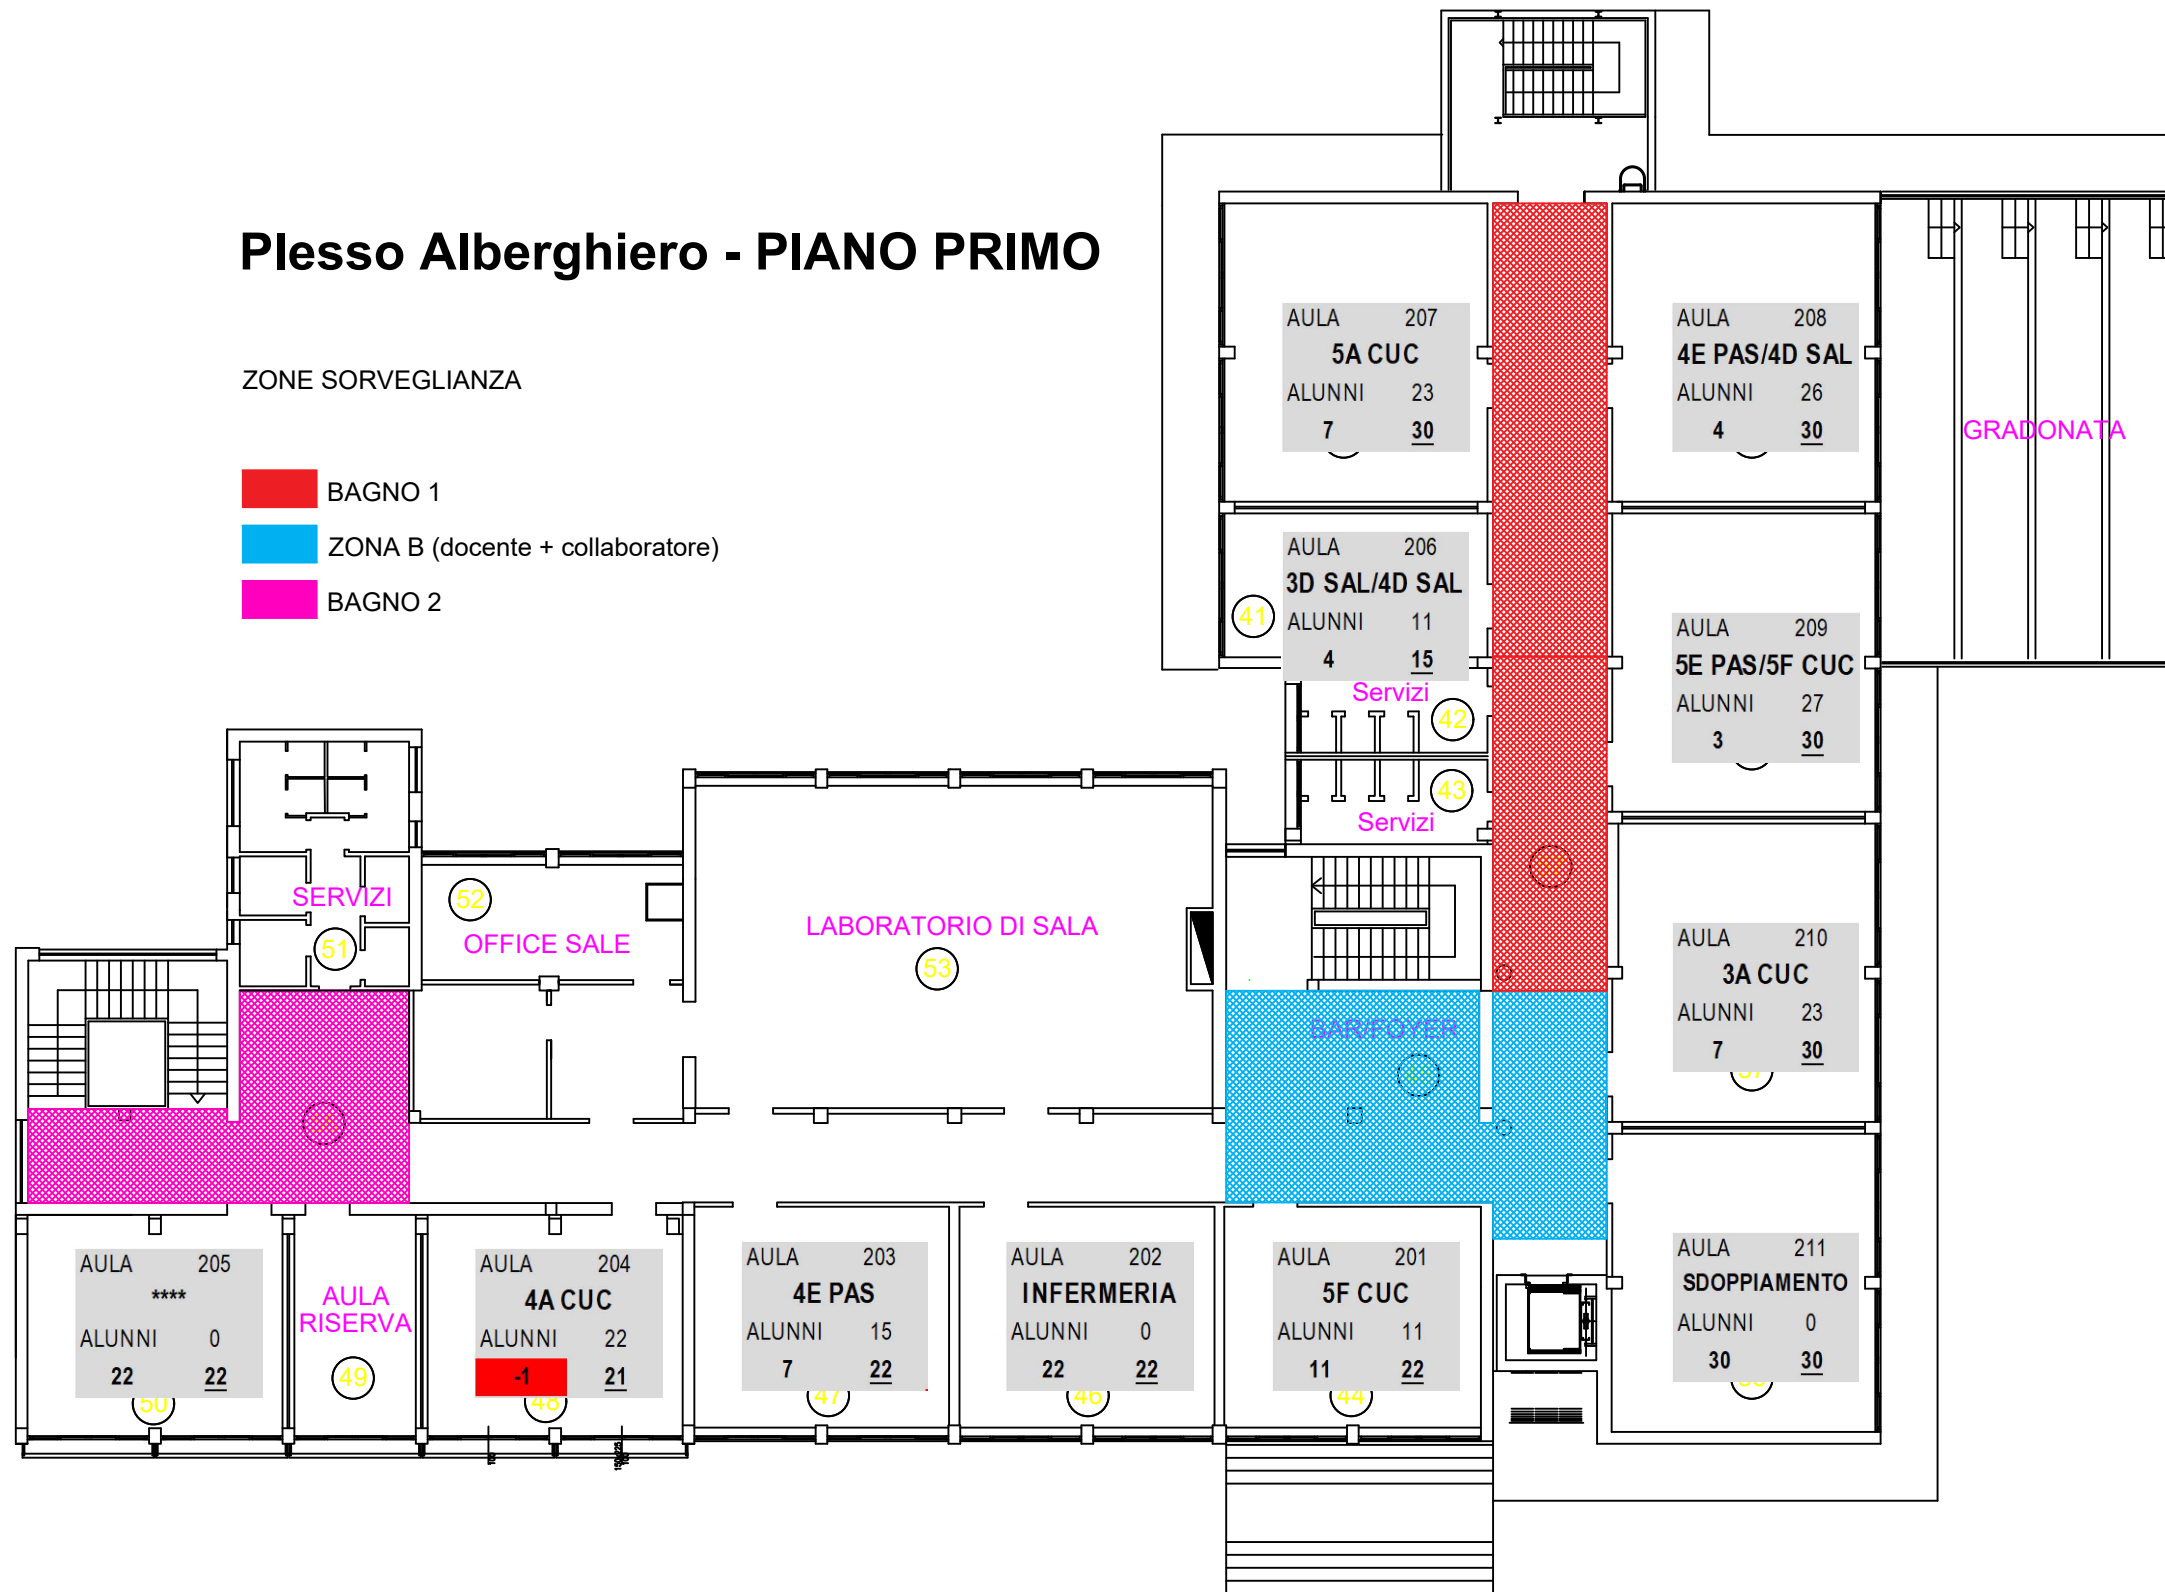 Plesso Alberghiero - PIANO PRIMO
ZONE SORVEGLIANZA
BAGNO 1
ZONA B (docente + collaboratore)
BAGNO 2
AULA 207
5A CUC
ALUNNI 23
7 30
AULA 208
4E PAS/4D SAL
ALUNNI 26
4 30
GRADONATA
AULA 206
3D SAL/4D SAL
ALUNNI 11
4 15
41
AULA 209
5E PAS/5F CUC
ALUNNI 27
3 30
Servizi
42
43
Servizi
SERVIZI
51
52
OFFICE SALE
LABORATORIO DI SALA
53
AULA 210
3A CUC
ALUNNI 23
7 30
BAR/FOYER
AULA 205
****
ALUNNI 0
22 22
50
AULA
RISERVA
49
AULA 204
4A CUC
ALUNNI 22
-1 21
48
AULA 203
4E PAS
ALUNNI 15
7 22
47
AULA 202
INFERMERIA
ALUNNI 0
22 22
46
AULA 201
5F CUC
ALUNNI 11
11 22
44
AULA 211
SDOPPIAMENTO
ALUNNI 0
30 30